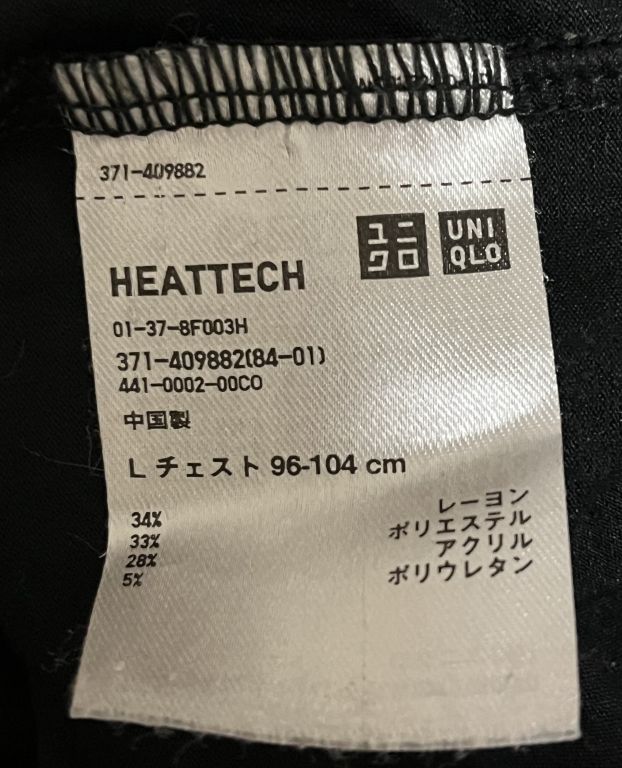 371-409882
ユニ
クロ
UNI
QLO
HEATTECH
01-37-8F003H
371-409882(84-01)
441-0002-00CO
中国製
L チェスト 96-104 cm
34% レーヨン
33% ポリエステル
28% アクリル
5% ポリウレタン